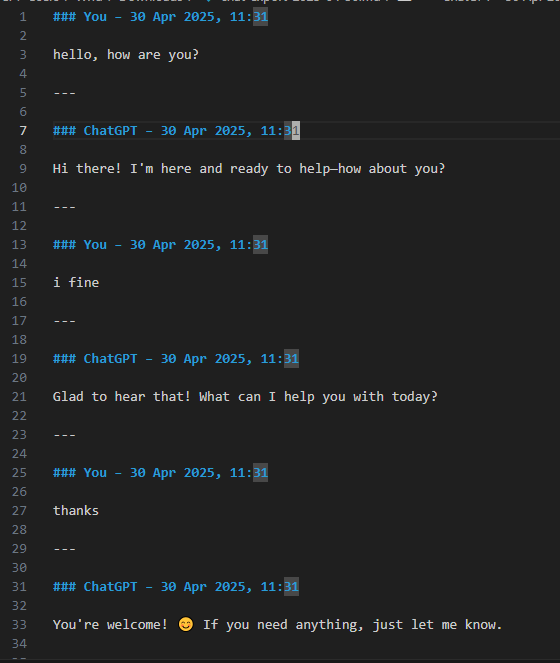 1 ### You – 30 Apr 2025, 11:31
2
3 hello, how are you?
4
5 ---
6
7 ### ChatGPT – 30 Apr 2025, 11:31
8
9 Hi there! I'm here and ready to help—how about you?
10
11 ---
12
13 ### You – 30 Apr 2025, 11:31
14
15 i fine
16
17 ---
18
19 ### ChatGPT – 30 Apr 2025, 11:31
20
21 Glad to hear that! What can I help you with today?
22
23 ---
24
25 ### You – 30 Apr 2025, 11:31
26
27 thanks
28
29 ---
30
31 ### ChatGPT – 30 Apr 2025, 11:31
32
33 You're welcome! 😊 If you need anything, just let me know.
34